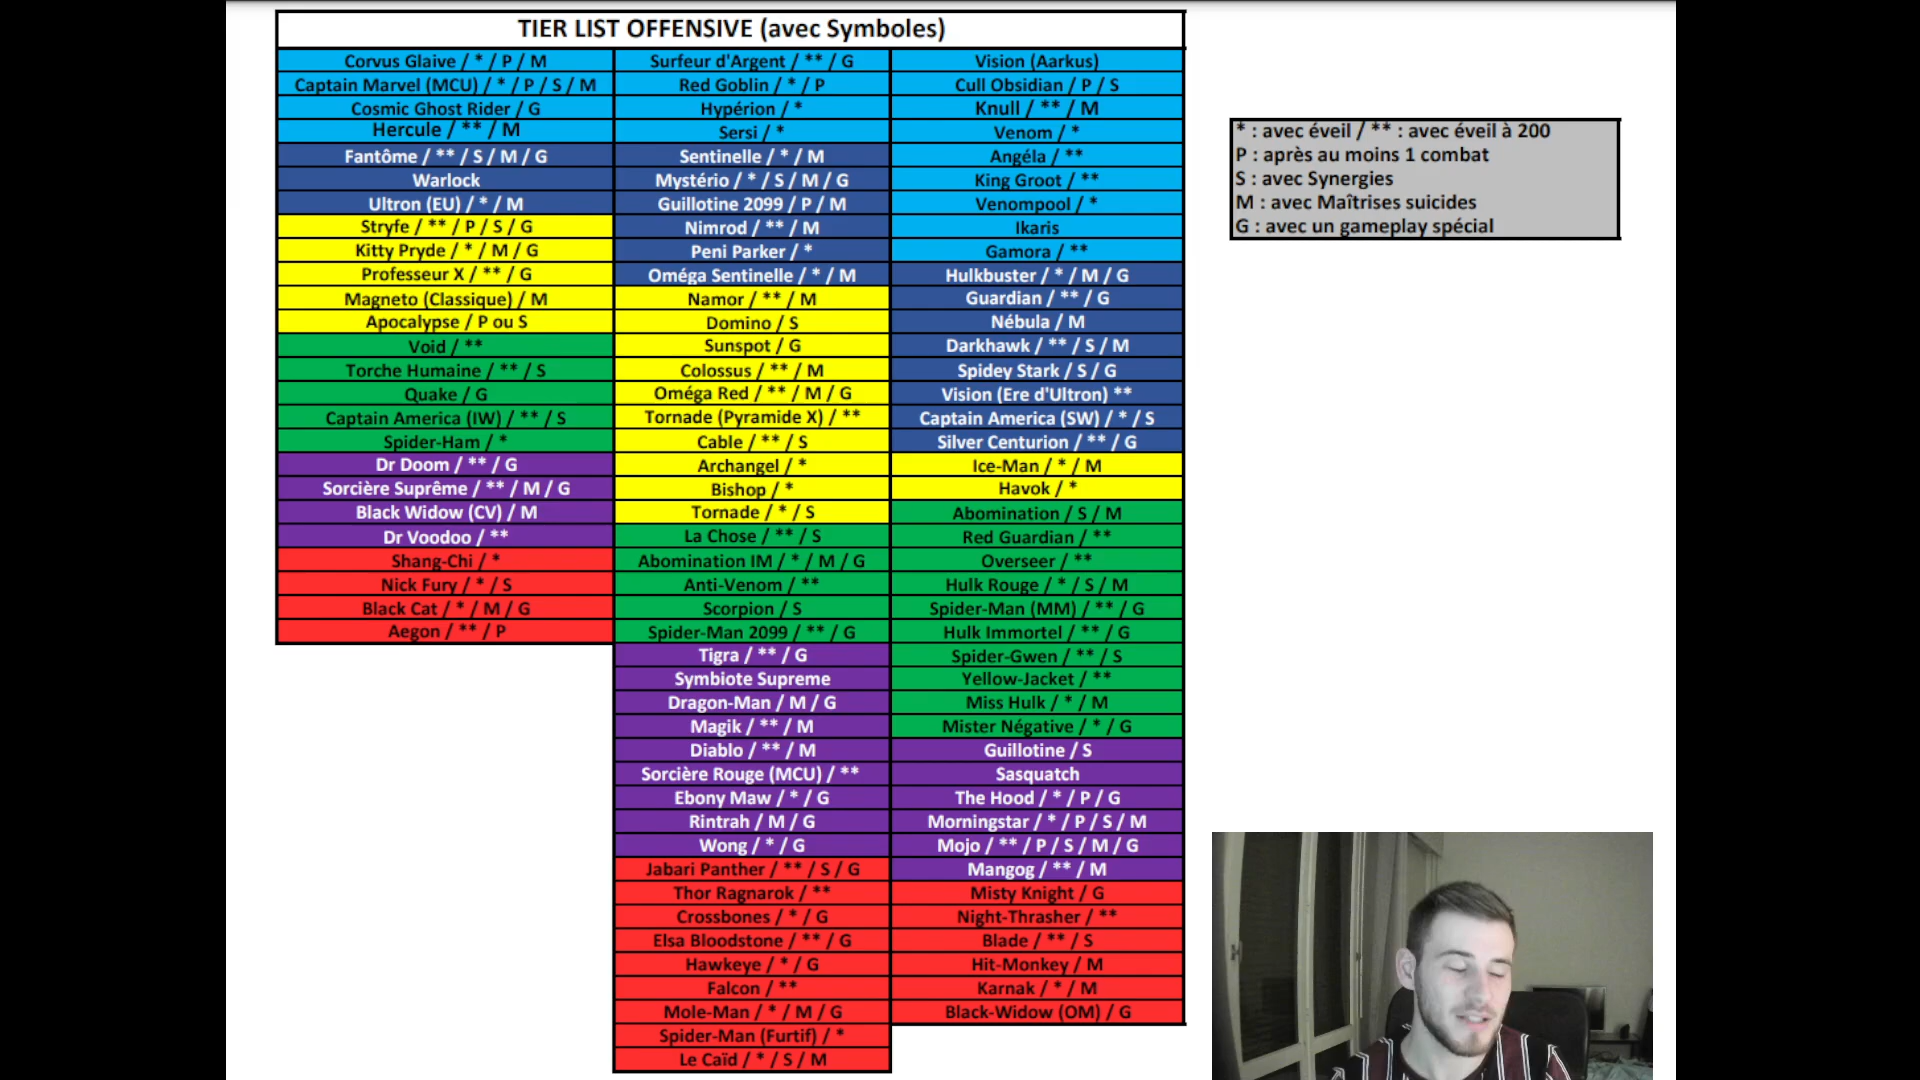 TIER LIST OFFENSIVE (avec Symboles)
Corvus Glaive / * / P / M
Captain Marvel (MCU) / * / P / S / M
Cosmic Ghost Rider / G
Hercule / ** / M
Fantôme / ** / S / M / G
Warlock
Ultron (EU) / * / M
Stryfe / ** / P / S / G
Kitty Pryde / * / M / G
Professeur X / ** / G
Magneto (Classique) / M
Apocalypse / P ou S
Void / **
Torche Humaine / ** / S
Quake / G
Captain America (IW) / ** / S
Spider-Ham / *
Dr Doom / ** / G
Sorcière Suprême / ** / M / G
Black Widow (CV) / M
Dr Voodoo / **
Shang-Chi / *
Nick Fury / * / S
Black Cat / * / M / G
Aegon / ** / P
Surfeur d'Argent / ** / G
Red Goblin / * / P
Hypérion / *
Sersi / *
Sentinelle / * / M
Mystério / * / S / M / G
Guillotine 2099 / P / M
Nimrod / ** / M
Peni Parker / *
Oméga Sentinelle / * / M
Namor / ** / M
Domino / S
Sunspot / G
Colossus / ** / M
Oméga Red / ** / M / G
Tornade (Pyramide X) / **
Cable / ** / S
Archangel / *
Bishop / *
Tornade / * / S
La Chose / ** / S
Abomination IM / * / M / G
Anti-Venom / **
Scorpion / S
Spider-Man 2099 / ** / G
Tigra / ** / G
Symbiote Supreme
Dragon-Man / M / G
Magik / ** / M
Diablo / ** / M
Sorcière Rouge (MCU) / **
Ebony Maw / * / G
Rintrah / M / G
Wong / * / G
Jabari Panther / ** / S / G
Thor Ragnarok / **
Crossbones / * / G
Elsa Bloodstone / ** / G
Hawkeye / * / G
Falcon / **
Mole-Man / * / M / G
Spider-Man (Furtif) / *
Le Caïd / * / S / M
Vision (Aarkus)
Cull Obsidian / P / S
Knull / ** / M
Venom / *
Angéla / **
King Groot / **
Venompool / *
Ikaris
Gamora / **
Hulkbuster / * / M / G
Guardian / ** / G
Nébula / M
Darkhawk / ** / S / M
Spidey Stark / S / G
Vision (Ere d'Ultron) **
Captain America (SW) / * / S
Silver Centurion / ** / G
Ice-Man / * / M
Havok / *
Abomination / S / M
Red Guardian / **
Overseer / **
Hulk Rouge / * / S / M
Spider-Man (MM) / ** / G
Hulk Immortel / ** / G
Spider-Gwen / ** / S
Yellow-Jacket / **
Miss Hulk / * / M
Mister Négative / * / G
Guillotine / S
Sasquatch
The Hood / * / P / G
Morningstar / * / P / S / M
Mojo / ** / P / S / M / G
Mangog / ** / M
Misty Knight / G
Night-Thrasher / **
Blade / ** / S
Hit-Monkey / M
Karnak / * / M
Black-Widow (OM) / G
* : avec éveil / ** : avec éveil à 200
P : après au moins 1 combat
S : avec Synergies
M : avec Maîtrises suicides
G : avec un gameplay spécial